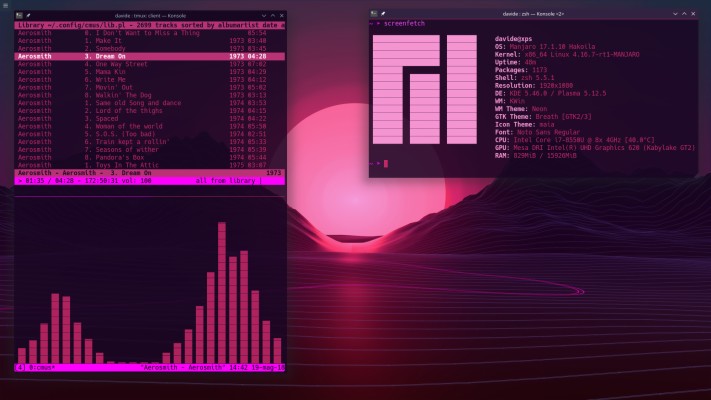 davide : tmux: client — Konsole
Library ~/.config/cmus/lib.pl - 2699 tracks sorted by albumartist date a
Aerosmith 0. I Don't Want to Miss a Thing 05:54
Aerosmith 1. Make It 1973 03:40
Aerosmith 2. Somebody 1973 03:45
Aerosmith 3. Dream On 1973 04:28
Aerosmith 4. One Way Street 1973 07:02
Aerosmith 5. Mama Kin 1973 04:29
Aerosmith 6. Write Me 1973 04:12
Aerosmith 7. Movin' Out 1973 05:02
Aerosmith 8. Walkin' The Dog 1973 03:13
Aerosmith 1. Same old Song and dance 1974 03:53
Aerosmith 2. Lord of the thighs 1974 04:15
Aerosmith 3. Spaced 1974 04:22
Aerosmith 4. Woman of the world 1974 05:50
Aerosmith 5. S.O.S. (Too bad) 1974 02:51
Aerosmith 6. Train kept a rollin' 1974 05:33
Aerosmith 7. Seasons of wither 1974 05:39
Aerosmith 8. Pandora's Box 1974 05:44
Aerosmith 1. Toys In The Attic 1975 03:07
Aerosmith - Aerosmith - 3. Dream On 1973
> 01:35 / 04:28 - 172:50:31 vol: 100 all from library |
[4] 0:cmus* "Aerosmith - Aerosmith" 14:42 19-mag-18
davide : zsh — Konsole <2>
~ • screenfetch
davide@xps
OS: Manjaro 17.1.10 Hakoila
Kernel: x86_64 Linux 4.16.7-rt1-MANJARO
Uptime: 40m
Packages: 1173
Shell: zsh 5.5.1
Resolution: 1920x1080
DE: KDE 5.46.0 / Plasma 5.12.5
WM: KWin
WM Theme: Neon
GTK Theme: Breath [GTK2/3]
Icon Theme: maia
Font: Noto Sans Regular
CPU: Intel Core i7-8550U @ 8x 4GHz [40.0°C]
GPU: Mesa DRI Intel(R) UHD Graphics 620 (Kabylake GT2)
RAM: 829MiB / 15926MiB
~ •